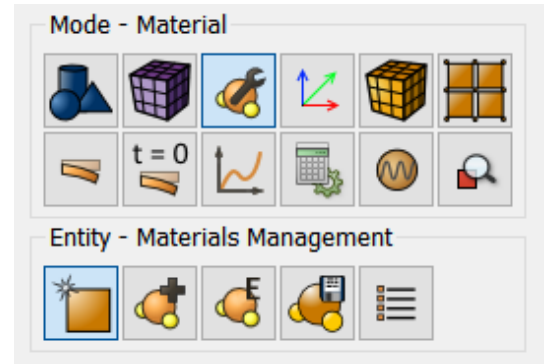 Mode - Material
t = 0
Entity - Materials Management
E